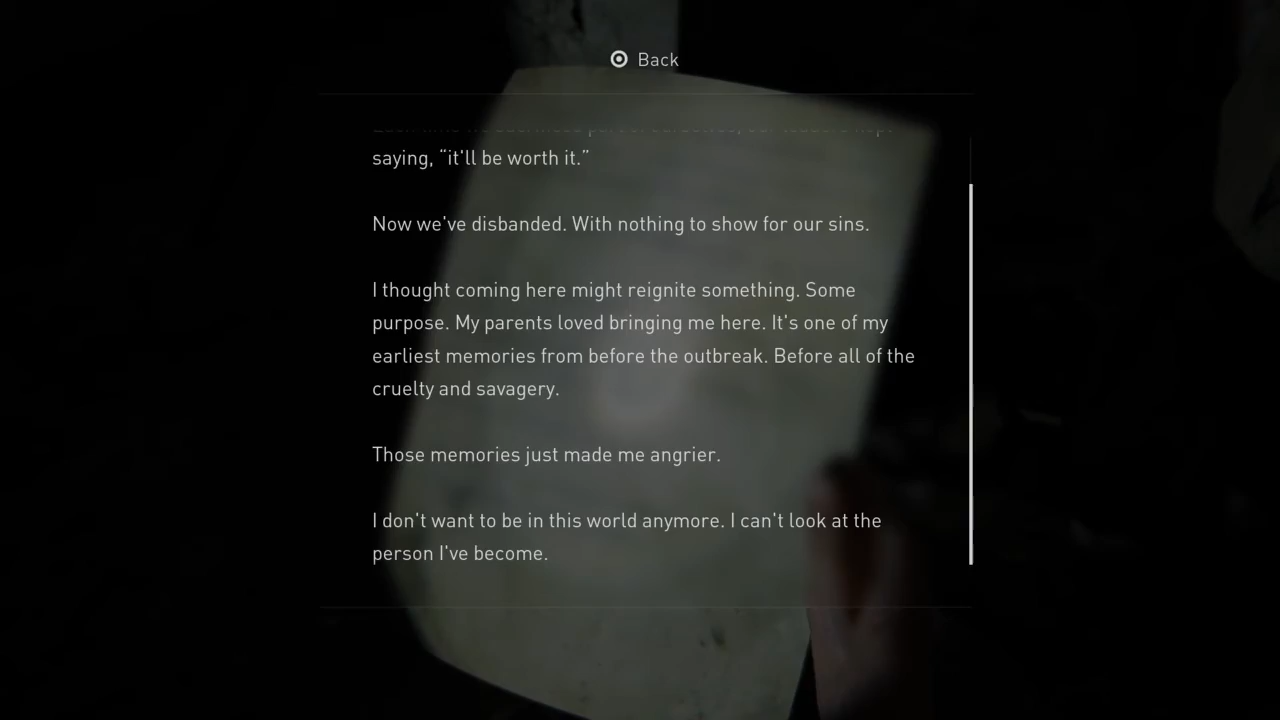 Back
saying, “it'll be worth it.”
Now we've disbanded. With nothing to show for our sins.
I thought coming here might reignite something. Some
purpose. My parents loved bringing me here. It's one of my
earliest memories from before the outbreak. Before all of the
cruelty and savagery.
Those memories just made me angrier.
I don't want to be in this world anymore. I can't look at the
person I've become.